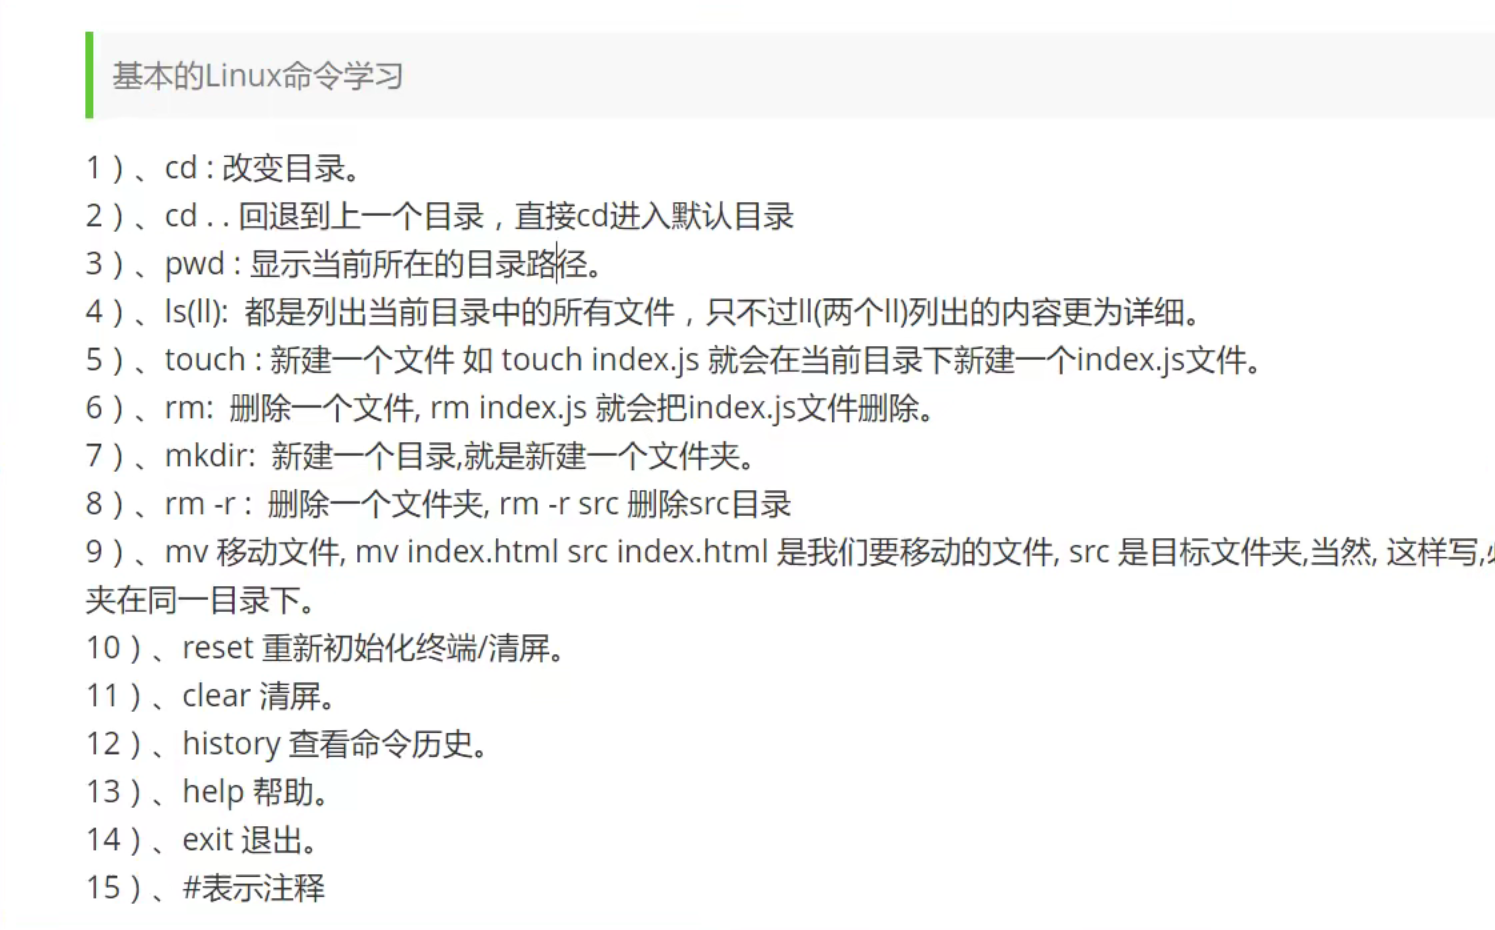 基本的Linux命令学习
1）、cd : 改变目录。
2）、cd . . 回退到上一个目录，直接cd进入默认目录
3）、pwd : 显示当前所在的目录路径。
4）、ls(ll):  都是列出当前目录中的所有文件，只不过ll(两个ll)列出的内容更为详细。
5）、touch : 新建一个文件 如 touch index.js 就会在当前目录下新建一个index.js文件。
6）、rm:  删除一个文件, rm index.js 就会把index.js文件删除。
7）、mkdir:  新建一个目录,就是新建一个文件夹。
8）、rm -r :  删除一个文件夹, rm -r src 删除src目录
9）、mv 移动文件, mv index.html src index.html 是我们要移动的文件, src 是目标文件夹,当然, 这样写,
夹在同一目录下。
10）、reset 重新初始化终端/清屏。
11）、clear 清屏。
12）、history 查看命令历史。
13）、help 帮助。
14）、exit 退出。
15）、#表示注释